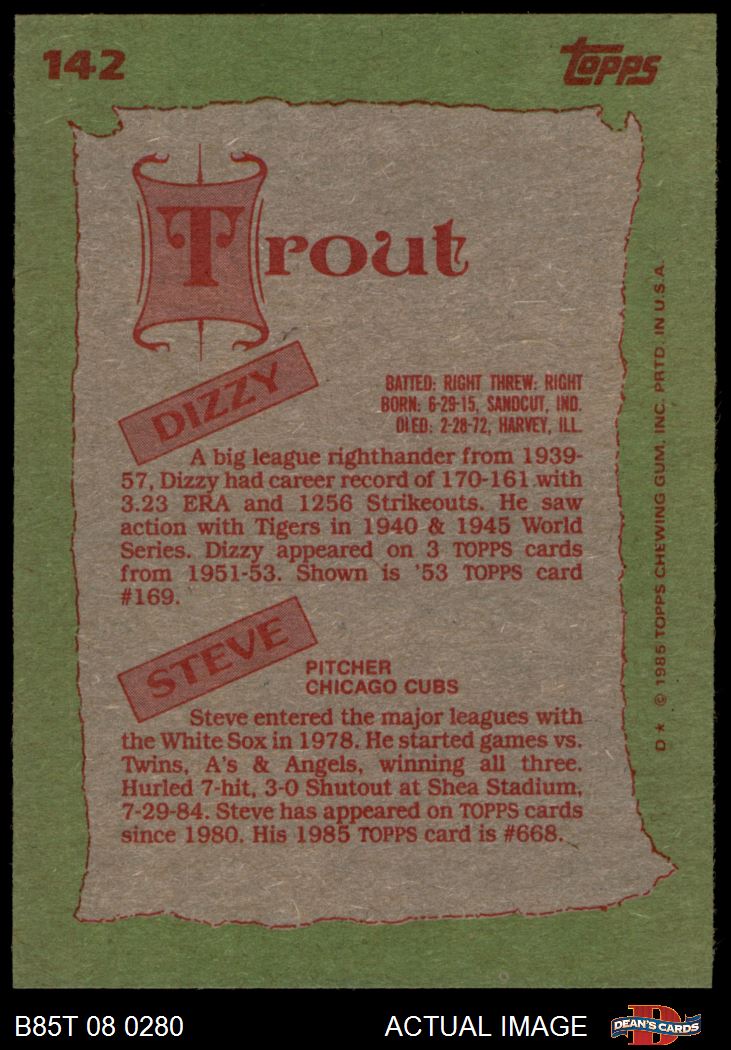 142
TOPPS
Trout
DIZZY
BATTED: RIGHT THREW: RIGHT
BORN: 6-29-15, SANDCUT, IND.
DIED: 2-28-72, HARVEY, ILL.
A big league righthander from 1939-
57, Dizzy had career record of 170-161 with
3.23 ERA and 1256 Strikeouts. He saw
action with Tigers in 1940 & 1945 World
Series. Dizzy appeared on 3 TOPPS cards
from 1951-53. Shown is '53 TOPPS card
#169.
STEVE
PITCHER
CHICAGO CUBS
Steve entered the major leagues with
the White Sox in 1978. He started games vs.
Twins, A's & Angels, winning all three.
Hurled 7-hit, 3-0 Shutout at Shea Stadium,
7-29-84. Steve has appeared on TOPPS cards
since 1980. His 1985 TOPPS card is #668.
D * © 1985 TOPPS CHEWING GUM, INC. PRTD. IN U.S.A.
B85T 08 0280
ACTUAL IMAGE
D
DEAN'S CARDS